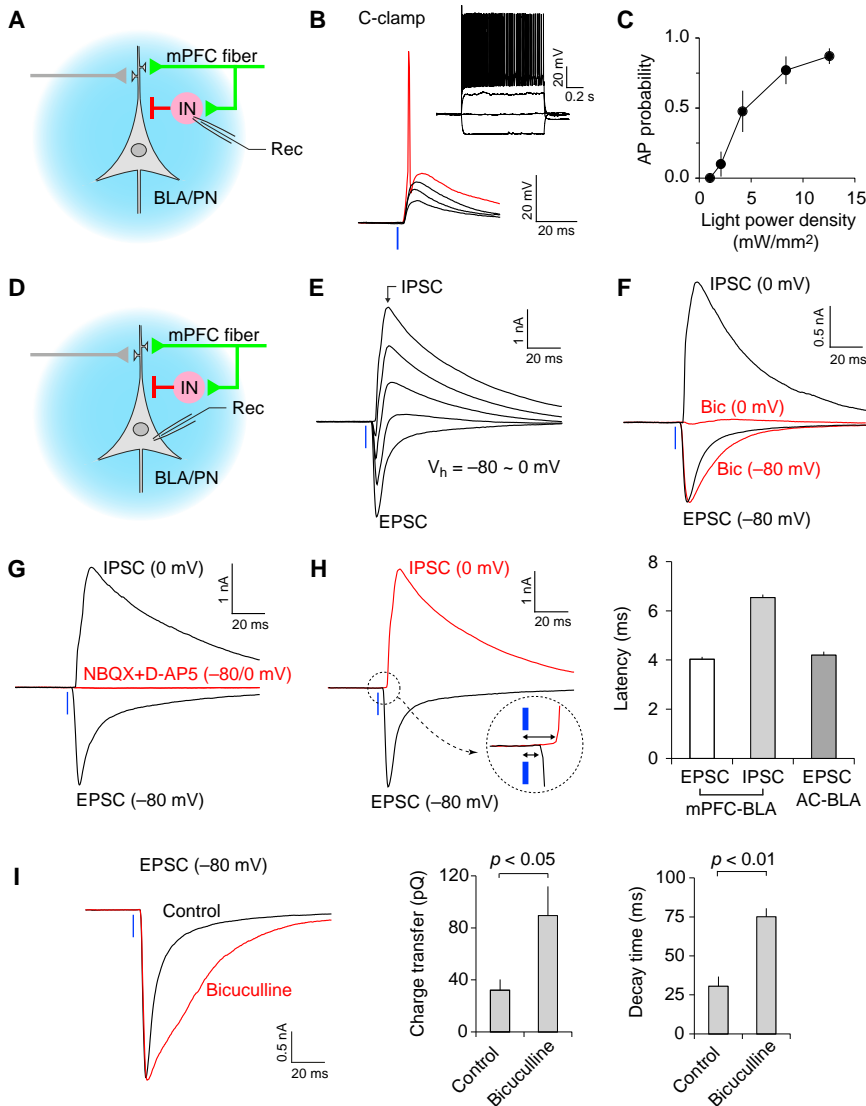 A
mPFC fiber
IN
Rec
BLA/PN
B
C-clamp
20 mV
0.2 s
20 mV
20 ms
C
AP probability
1.0
0.5
0.0
0 5 10 15
Light power density
(mW/mm²)
D
mPFC fiber
IN
Rec
BLA/PN
E
IPSC
1 nA
20 ms
Vh = −80 ~ 0 mV
EPSC
F
IPSC (0 mV)
0.5 nA
20 ms
Bic (0 mV)
Bic (−80 mV)
EPSC (−80 mV)
G
IPSC (0 mV)
1 nA
20 ms
NBQX+D-AP5 (−80/0 mV)
EPSC (−80 mV)
H
IPSC (0 mV)
1 nA
20 ms
EPSC (−80 mV)
Latency (ms)
8
6
4
2
0
EPSC IPSC EPSC
mPFC-BLA AC-BLA
I
EPSC (−80 mV)
Control
Bicuculline
0.5 nA
20 ms
Charge transfer (pQ)
p < 0.05
120
80
40
0
Control
Bicuculline
Decay time (ms)
p < 0.01
100
75
50
25
0
Control
Bicuculline